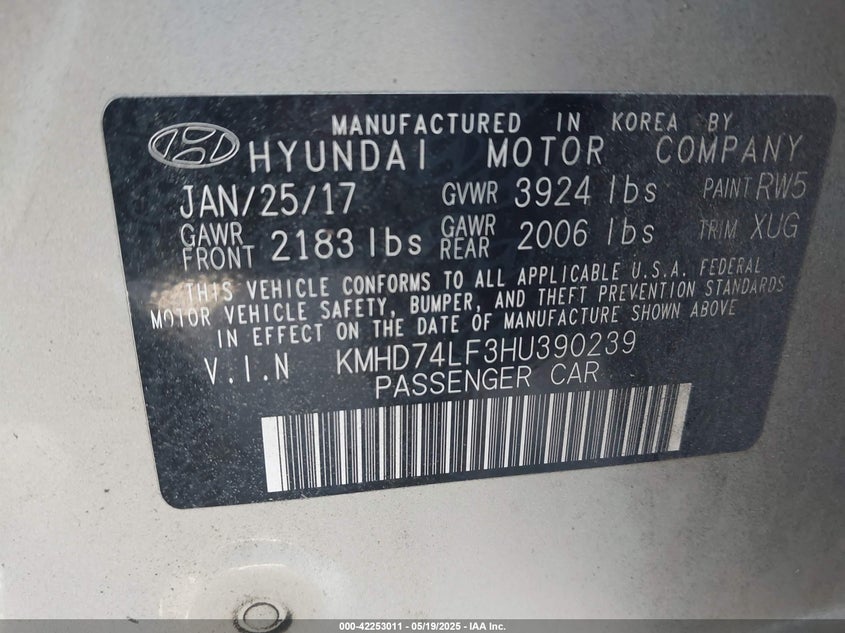 MANUFACTURED IN KOREA BY
HYUNDAI MOTOR COMPANY
JAN/25/17 GVWR 3924 lbs PAINT RW5
GAWR FRONT 2183 lbs GAWR REAR 2006 lbs TRIM XUG
THIS VEHICLE CONFORMS TO ALL APPLICABLE U.S.A. FEDERAL
MOTOR VEHICLE SAFETY, BUMPER, AND THEFT PREVENTION STANDARDS
IN EFFECT ON THE DATE OF MANUFACTURE SHOWN ABOVE
V.I.N KMHD74LF3HU390239
PASSENGER CAR
000-42253011 - 05/19/2025 - IAA Inc.